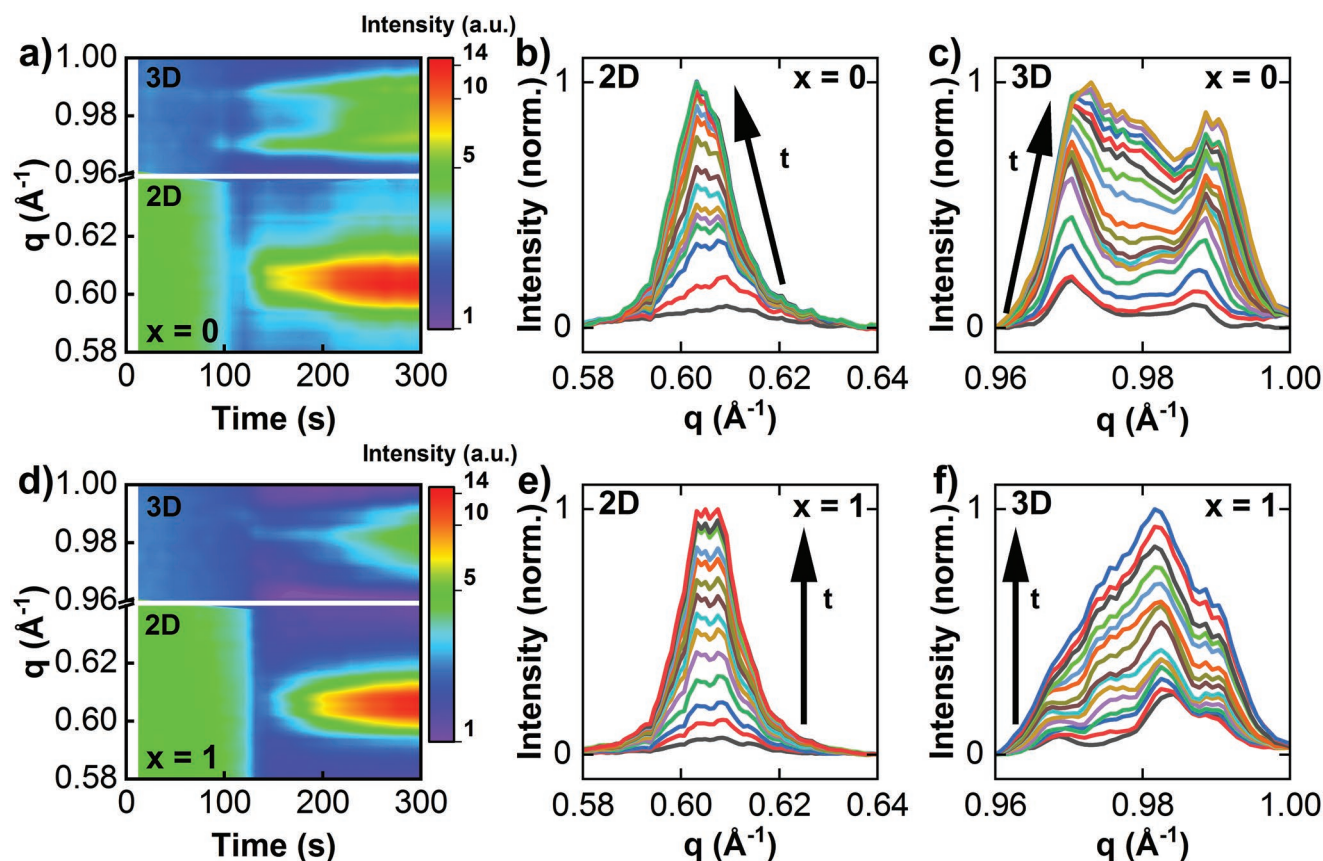 a)
Intensity (a.u.)
14
10
5
1
3D
2D
x = 0
1.00
0.98
0.96
0.62
0.60
0.58
q (Å⁻¹)
q (Å⁻¹)
0 100 200 300
Time (s)
b)
2D
t
1
0
Intensity (norm.)
0.58 0.60 0.62 0.64
q (Å⁻¹)
c)
3D x = 0
t
1
0
Intensity (norm.)
0.96 0.98 1.00
q (Å⁻¹)
d)
Intensity (a.u.)
14
10
5
1
3D
2D
x = 1
1.00
0.98
0.96
0.62
0.60
0.58
q (Å⁻¹)
q (Å⁻¹)
0 100 200 300
Time (s)
e)
2D x = 1
t
1
0
Intensity (norm.)
0.58 0.60 0.62 0.64
q (Å⁻¹)
f)
3D x = 1
t
1
0
Intensity (norm.)
0.96 0.98 1.00
q (Å⁻¹)